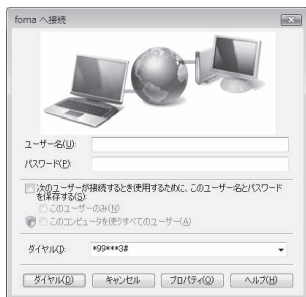 foma へ接続
ユーザー名(U):
パスワード(P):
次のユーザーが接続するとき使用するために、このユーザー名とパスワード
を保存する(S):
このユーザーのみ(N)
このコンピュータを使うすべてのユーザー(A)
ダイヤル(I): *99***3#
ダイヤル(D) キャンセル プロパティ(O) ヘルプ(H)